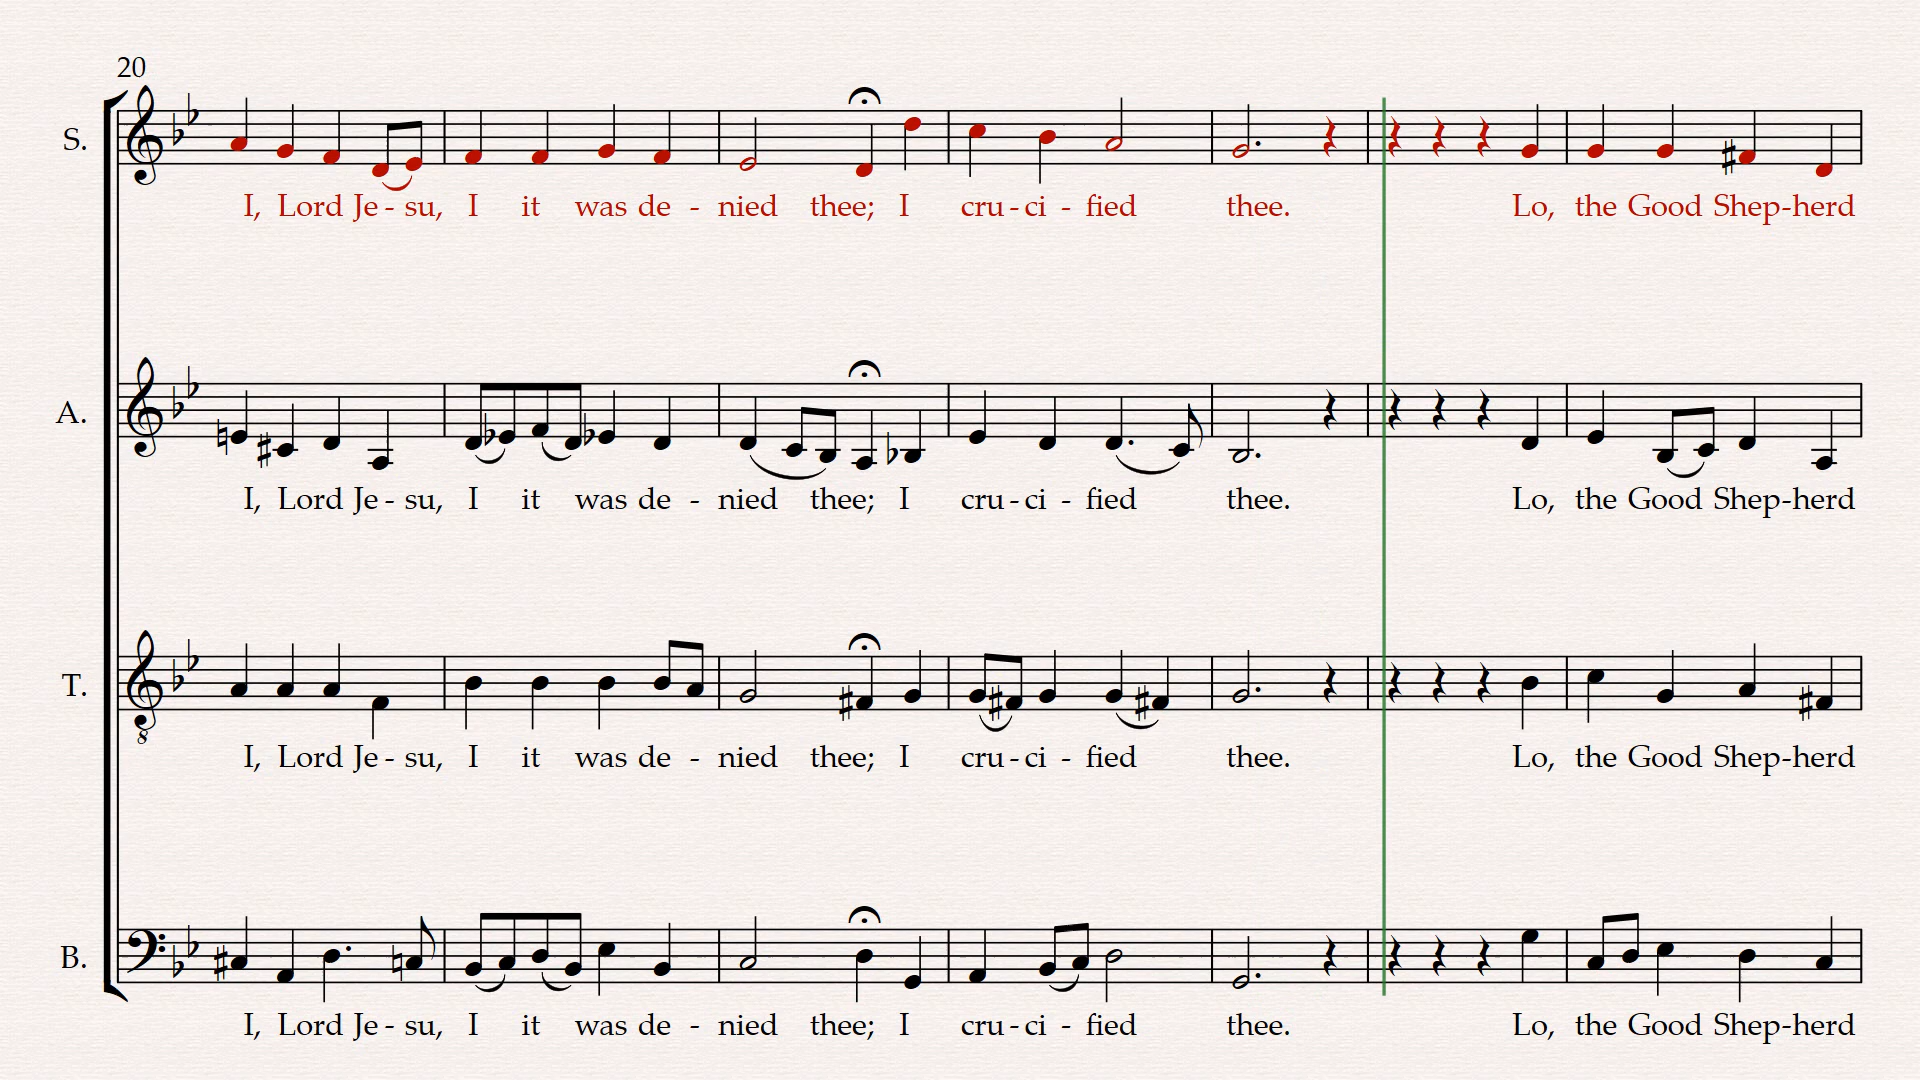 20
S.
I, Lord Je - su, I it was de - nied thee; I cru - ci - fied thee. Lo, the Good Shep-herd
A.
I, Lord Je - su, I it was de - nied thee; I cru - ci - fied thee. Lo, the Good Shep-herd
T.
8
I, Lord Je - su, I it was de - nied thee; I cru - ci - fied thee. Lo, the Good Shep-herd
B.
I, Lord Je - su, I it was de - nied thee; I cru - ci - fied thee. Lo, the Good Shep-herd